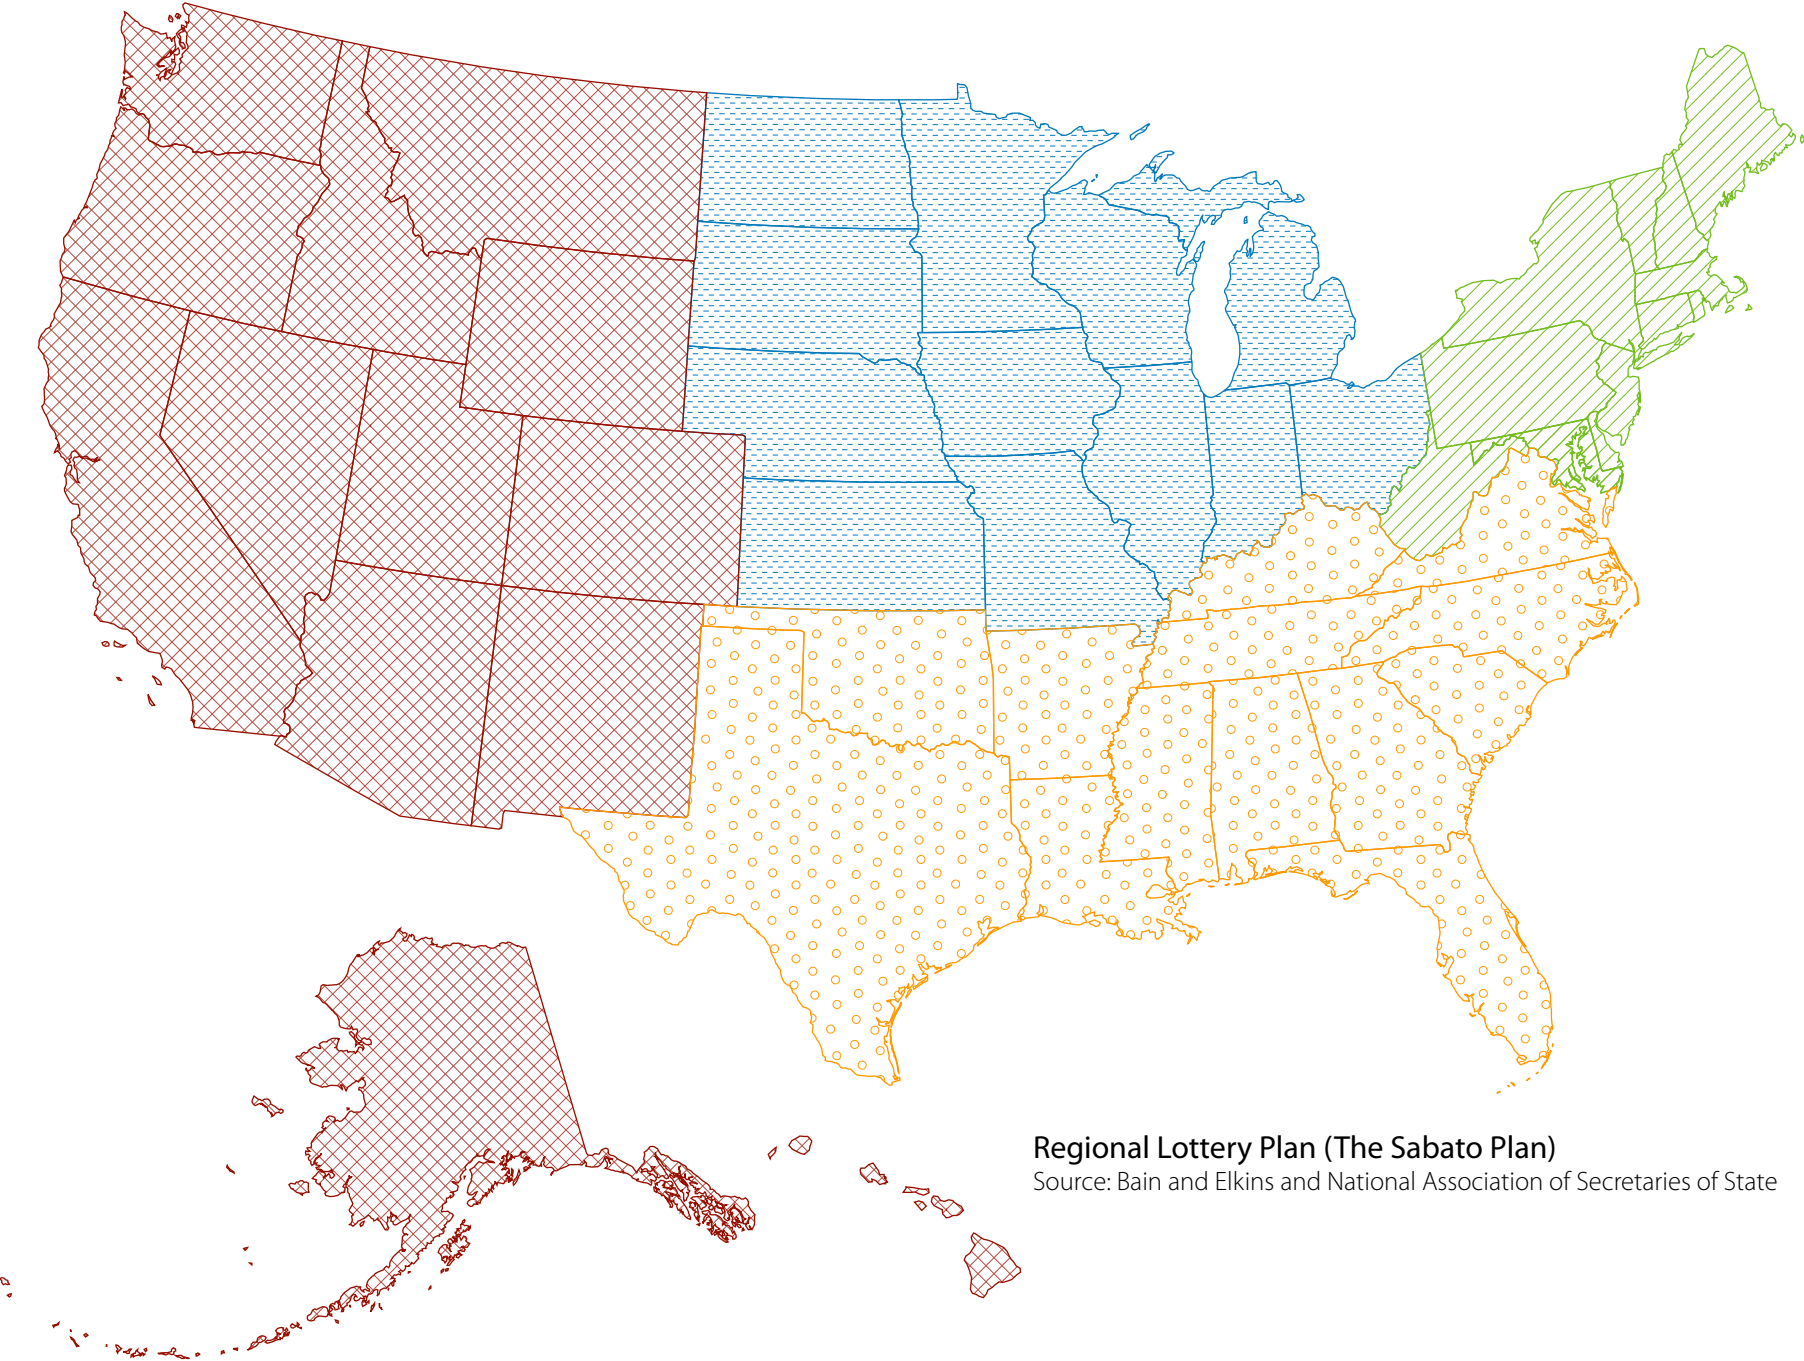 Regional Lottery Plan (The Sabato Plan)
Source: Bain and Elkins and National Association of Secretaries of State